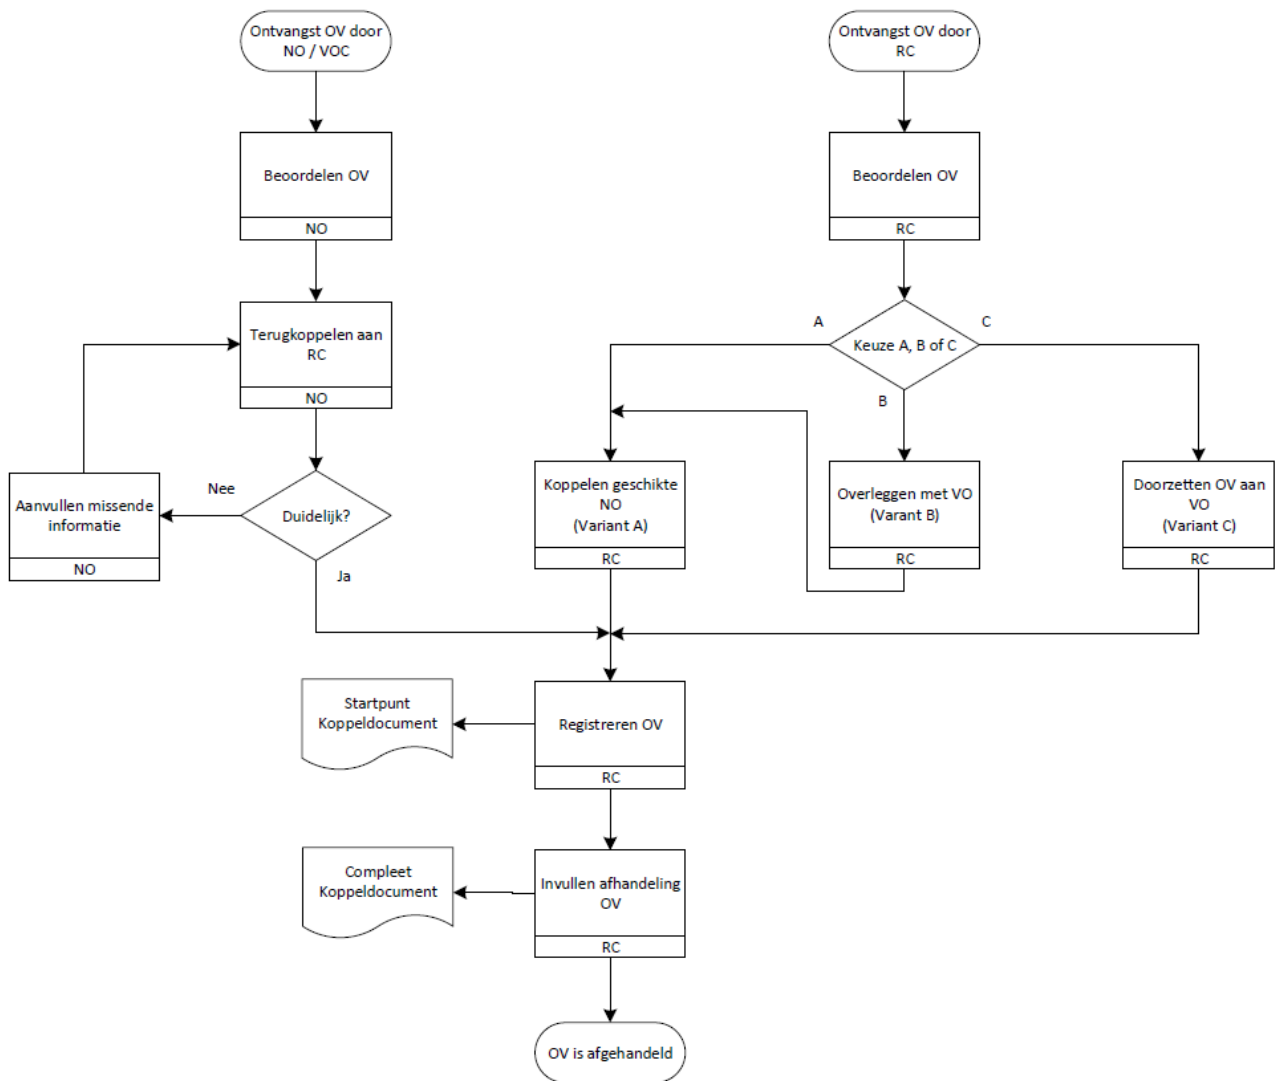 Ontvangst OV door
NO / VOC
Ontvangst OV door
RC
Beoordelen OV
NO
Beoordelen OV
RC
Terugkoppelen aan
RC
NO
A
Keuze A, B of C
C
B
Nee
Aanvullen missende
informatie
NO
Duidelijk?
Ja
Koppelen geschikte
NO
(Variant A)
RC
Overleggen met VO
(Varant B)
RC
Doorzetten OV aan
VO
(Variant C)
RC
Startpunt
Koppeldocument
Registreren OV
RC
Compleet
Koppeldocument
Invullen afhandeling
OV
RC
OV is afgehandeld